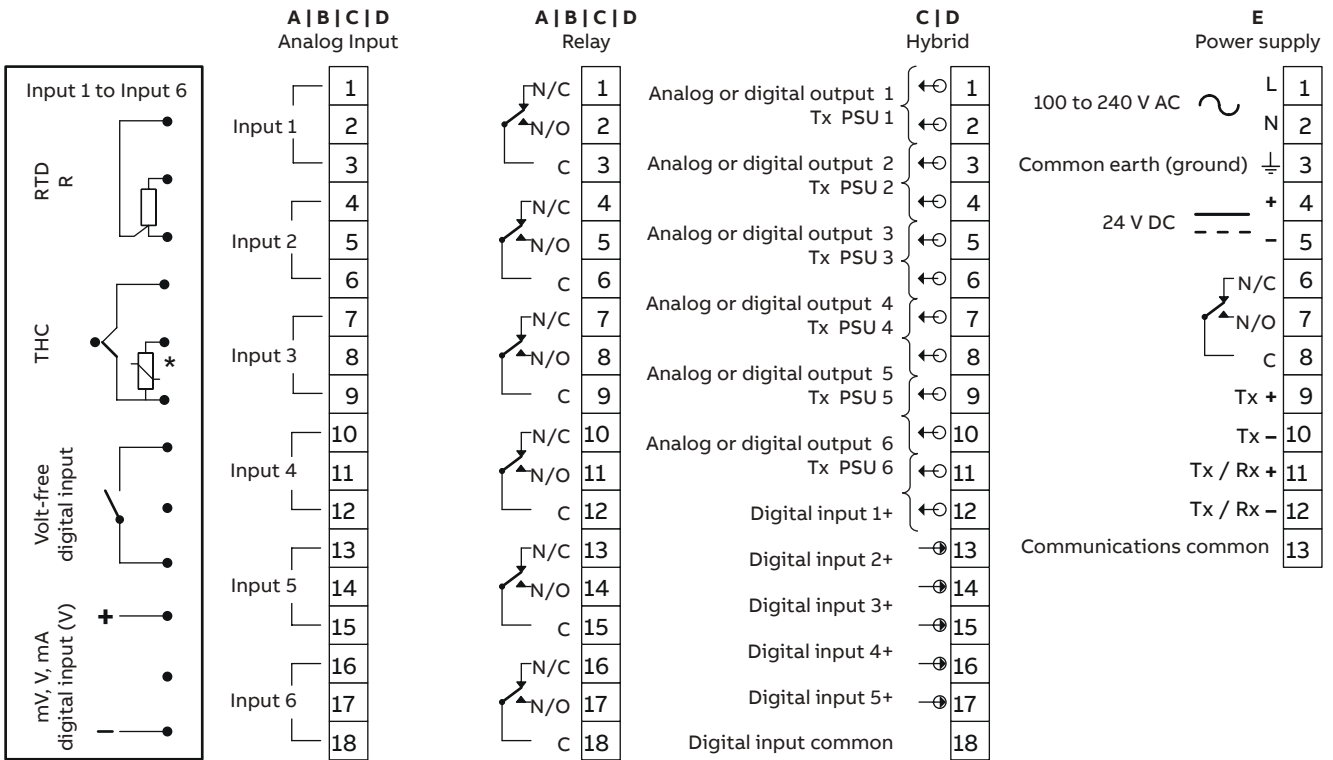 A | B | C | D
Analog Input
A | B | C | D
Relay
C | D
Hybrid
E
Power supply
Input 1 to Input 6
RTD
R
THC
*
Volt-free
digital input
mV, V, mA
digital input (V)
+
−
Input 1
1
2
3
Input 2
4
5
6
Input 3
7
8
9
Input 4
10
11
12
Input 5
13
14
15
Input 6
16
17
18
N/C 1
N/O 2
C 3
N/C 4
N/O 5
C 6
N/C 7
N/O 8
C 9
N/C 10
N/O 11
C 12
N/C 13
N/O 14
C 15
N/C 16
N/O 17
C 18
Analog or digital output 1
Tx PSU 1
Analog or digital output 2
Tx PSU 2
Analog or digital output 3
Tx PSU 3
Analog or digital output 4
Tx PSU 4
Analog or digital output 5
Tx PSU 5
Analog or digital output 6
Tx PSU 6
Digital input 1+
Digital input 2+
Digital input 3+
Digital input 4+
Digital input 5+
Digital input common
1
2
3
4
5
6
7
8
9
10
11
12
13
14
15
16
17
18
100 to 240 V AC
L 1
N 2
Common earth (ground) 3
24 V DC
+ 4
− 5
N/C 6
N/O 7
C 8
Tx + 9
Tx − 10
Tx / Rx + 11
Tx / Rx − 12
Communications common 13